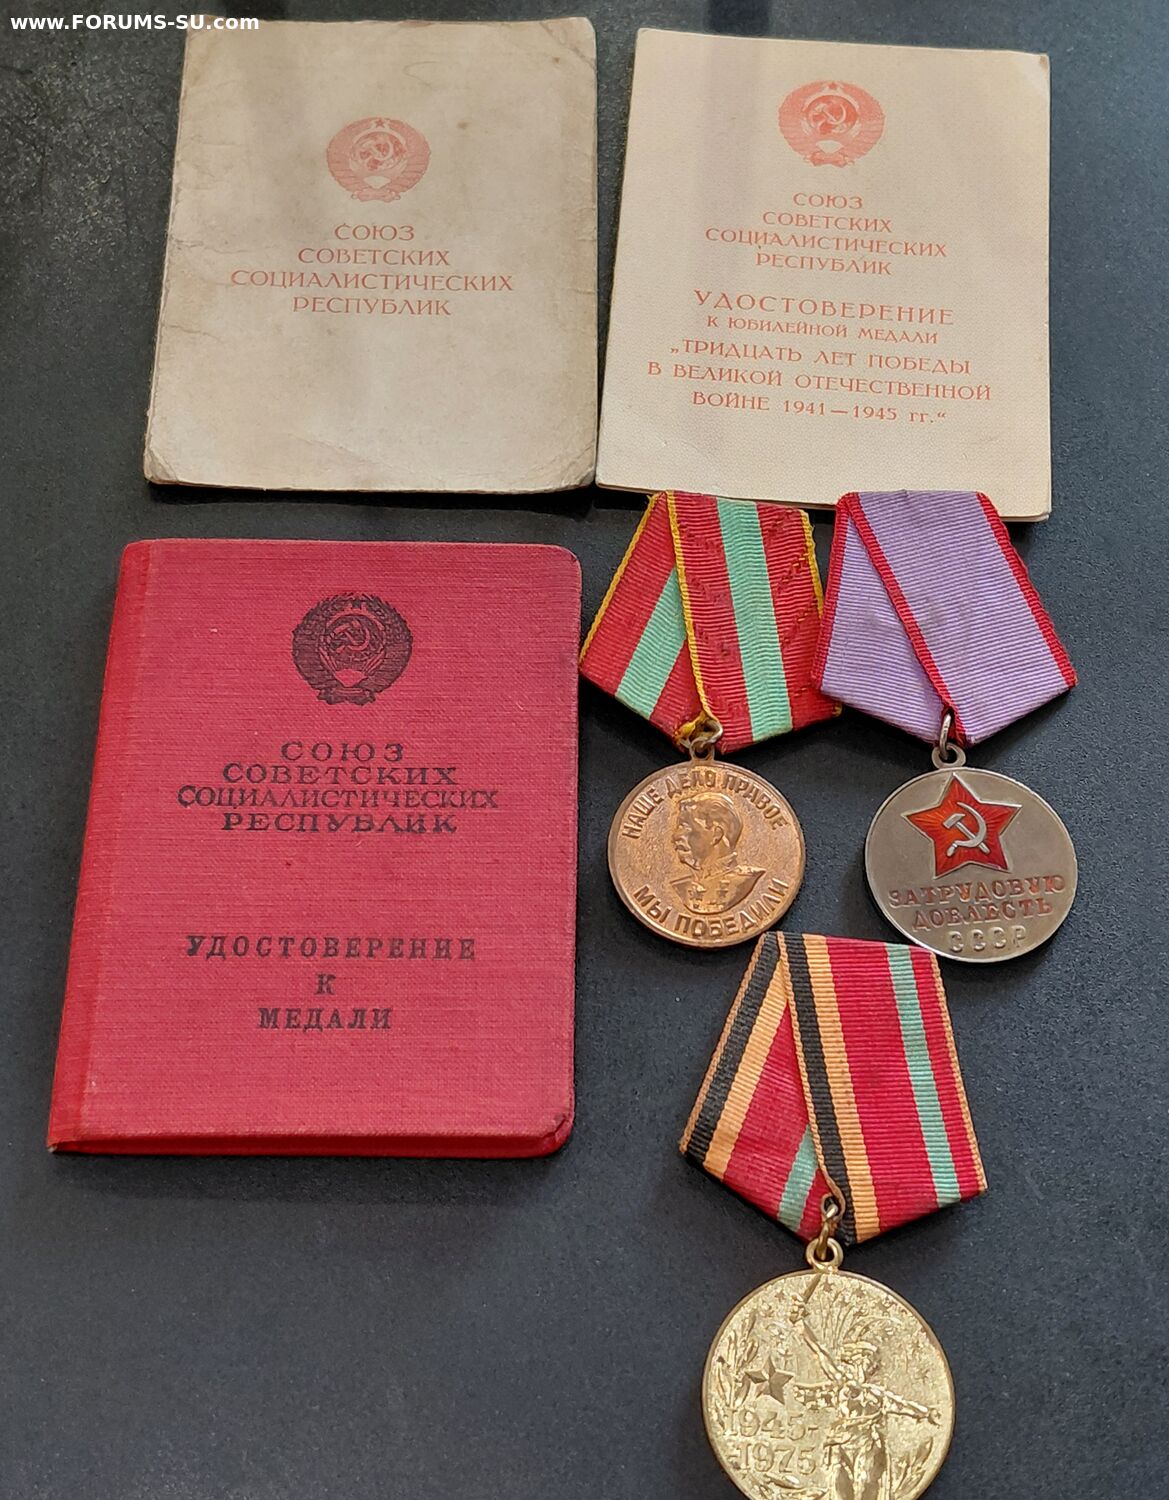 www.FORUMS-SU.com
СОЮЗ
СОВЕТСКИХ
СОЦИАЛИСТИЧЕСКИХ
РЕСПУБЛИК
СОЮЗ
СОВЕТСКИХ
СОЦИАЛИСТИЧЕСКИХ
РЕСПУБЛИК
УДОСТОВЕРЕНИЕ
К ЮБИЛЕЙНОЙ МЕДАЛИ
„ТРИДЦАТЬ ЛЕТ ПОБЕДЫ
В ВЕЛИКОЙ ОТЕЧЕСТВЕННОЙ
ВОЙНЕ 1941—1945 гг.“
СОЮЗ
СОВЕТСКИХ
СОЦИАЛИСТИЧЕСКИХ
РЕСПУБЛИК
УДОСТОВЕРЕНИЕ
К
МЕДАЛИ
НАШЕ ДЕЛО ПРАВОЕ
МЫ ПОБЕДИЛИ
ЗА ТРУДОВУЮ
ДОБЛЕСТЬ
СССР
1945-
-1975